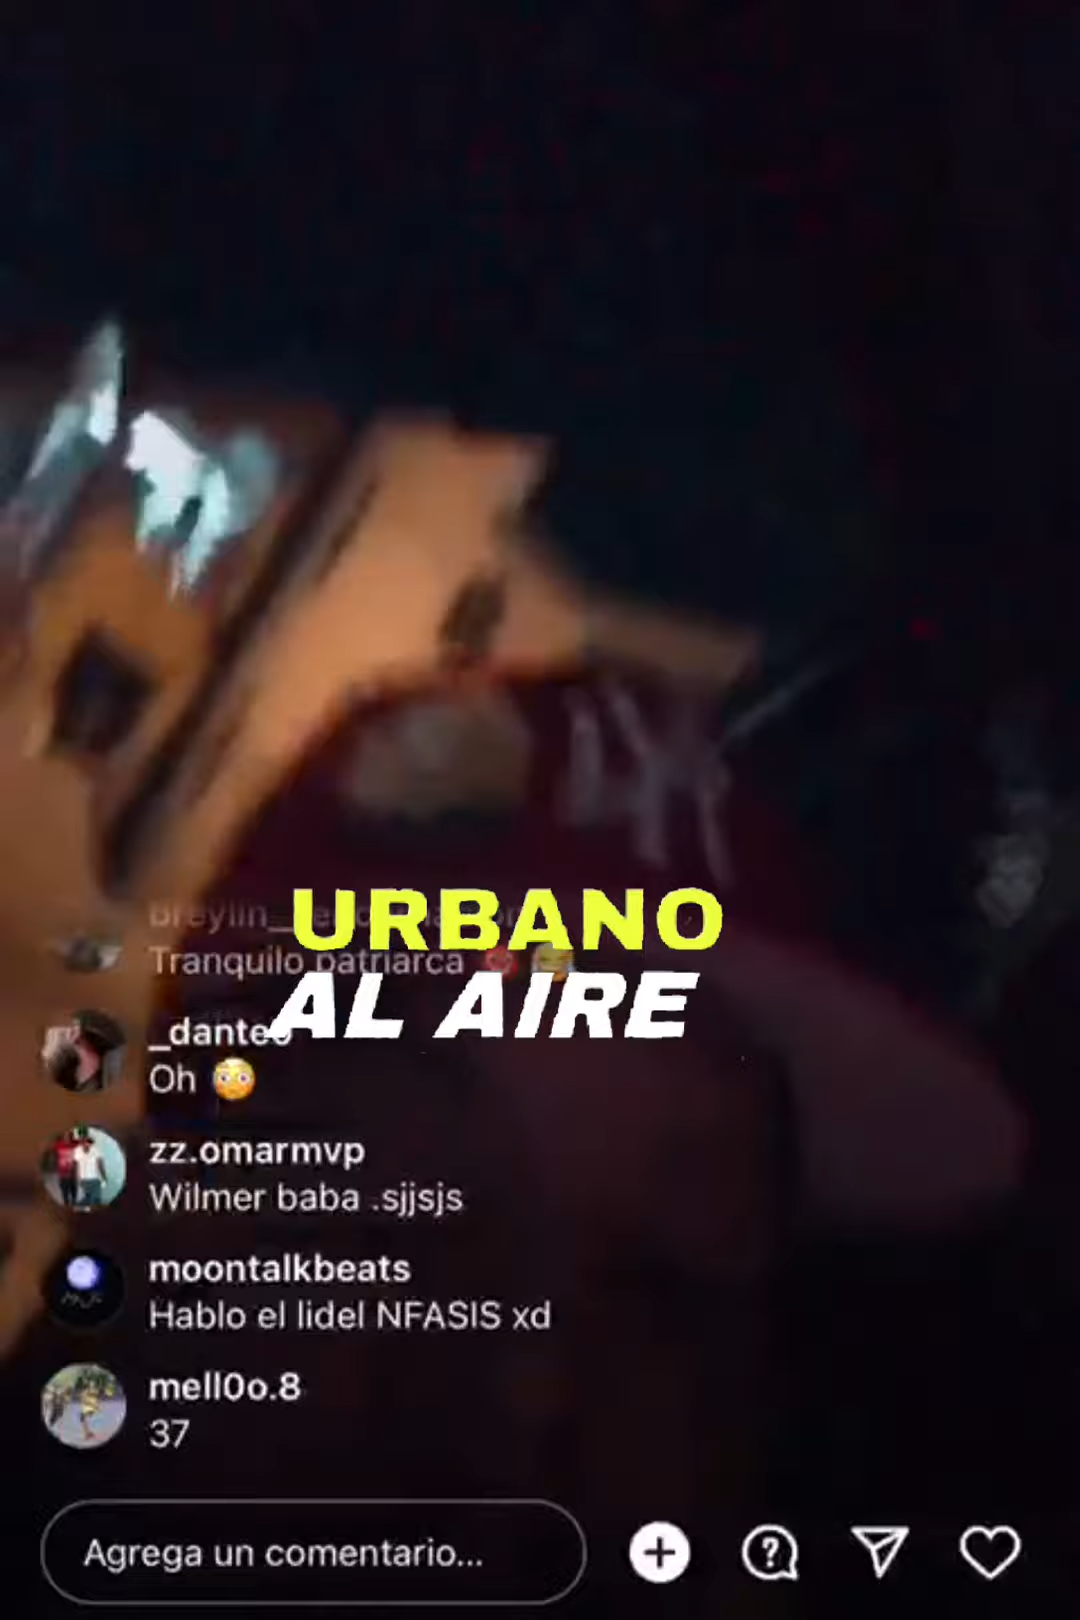 URBANO
Tranquilo patriarca
AL AIRE
_dante
Oh
zz.omarmvp
Wilmer baba .sjjsjs
moontalkbeats
Hablo el lidel NFASIS xd
mell0o.8
37
Agrega un comentario...